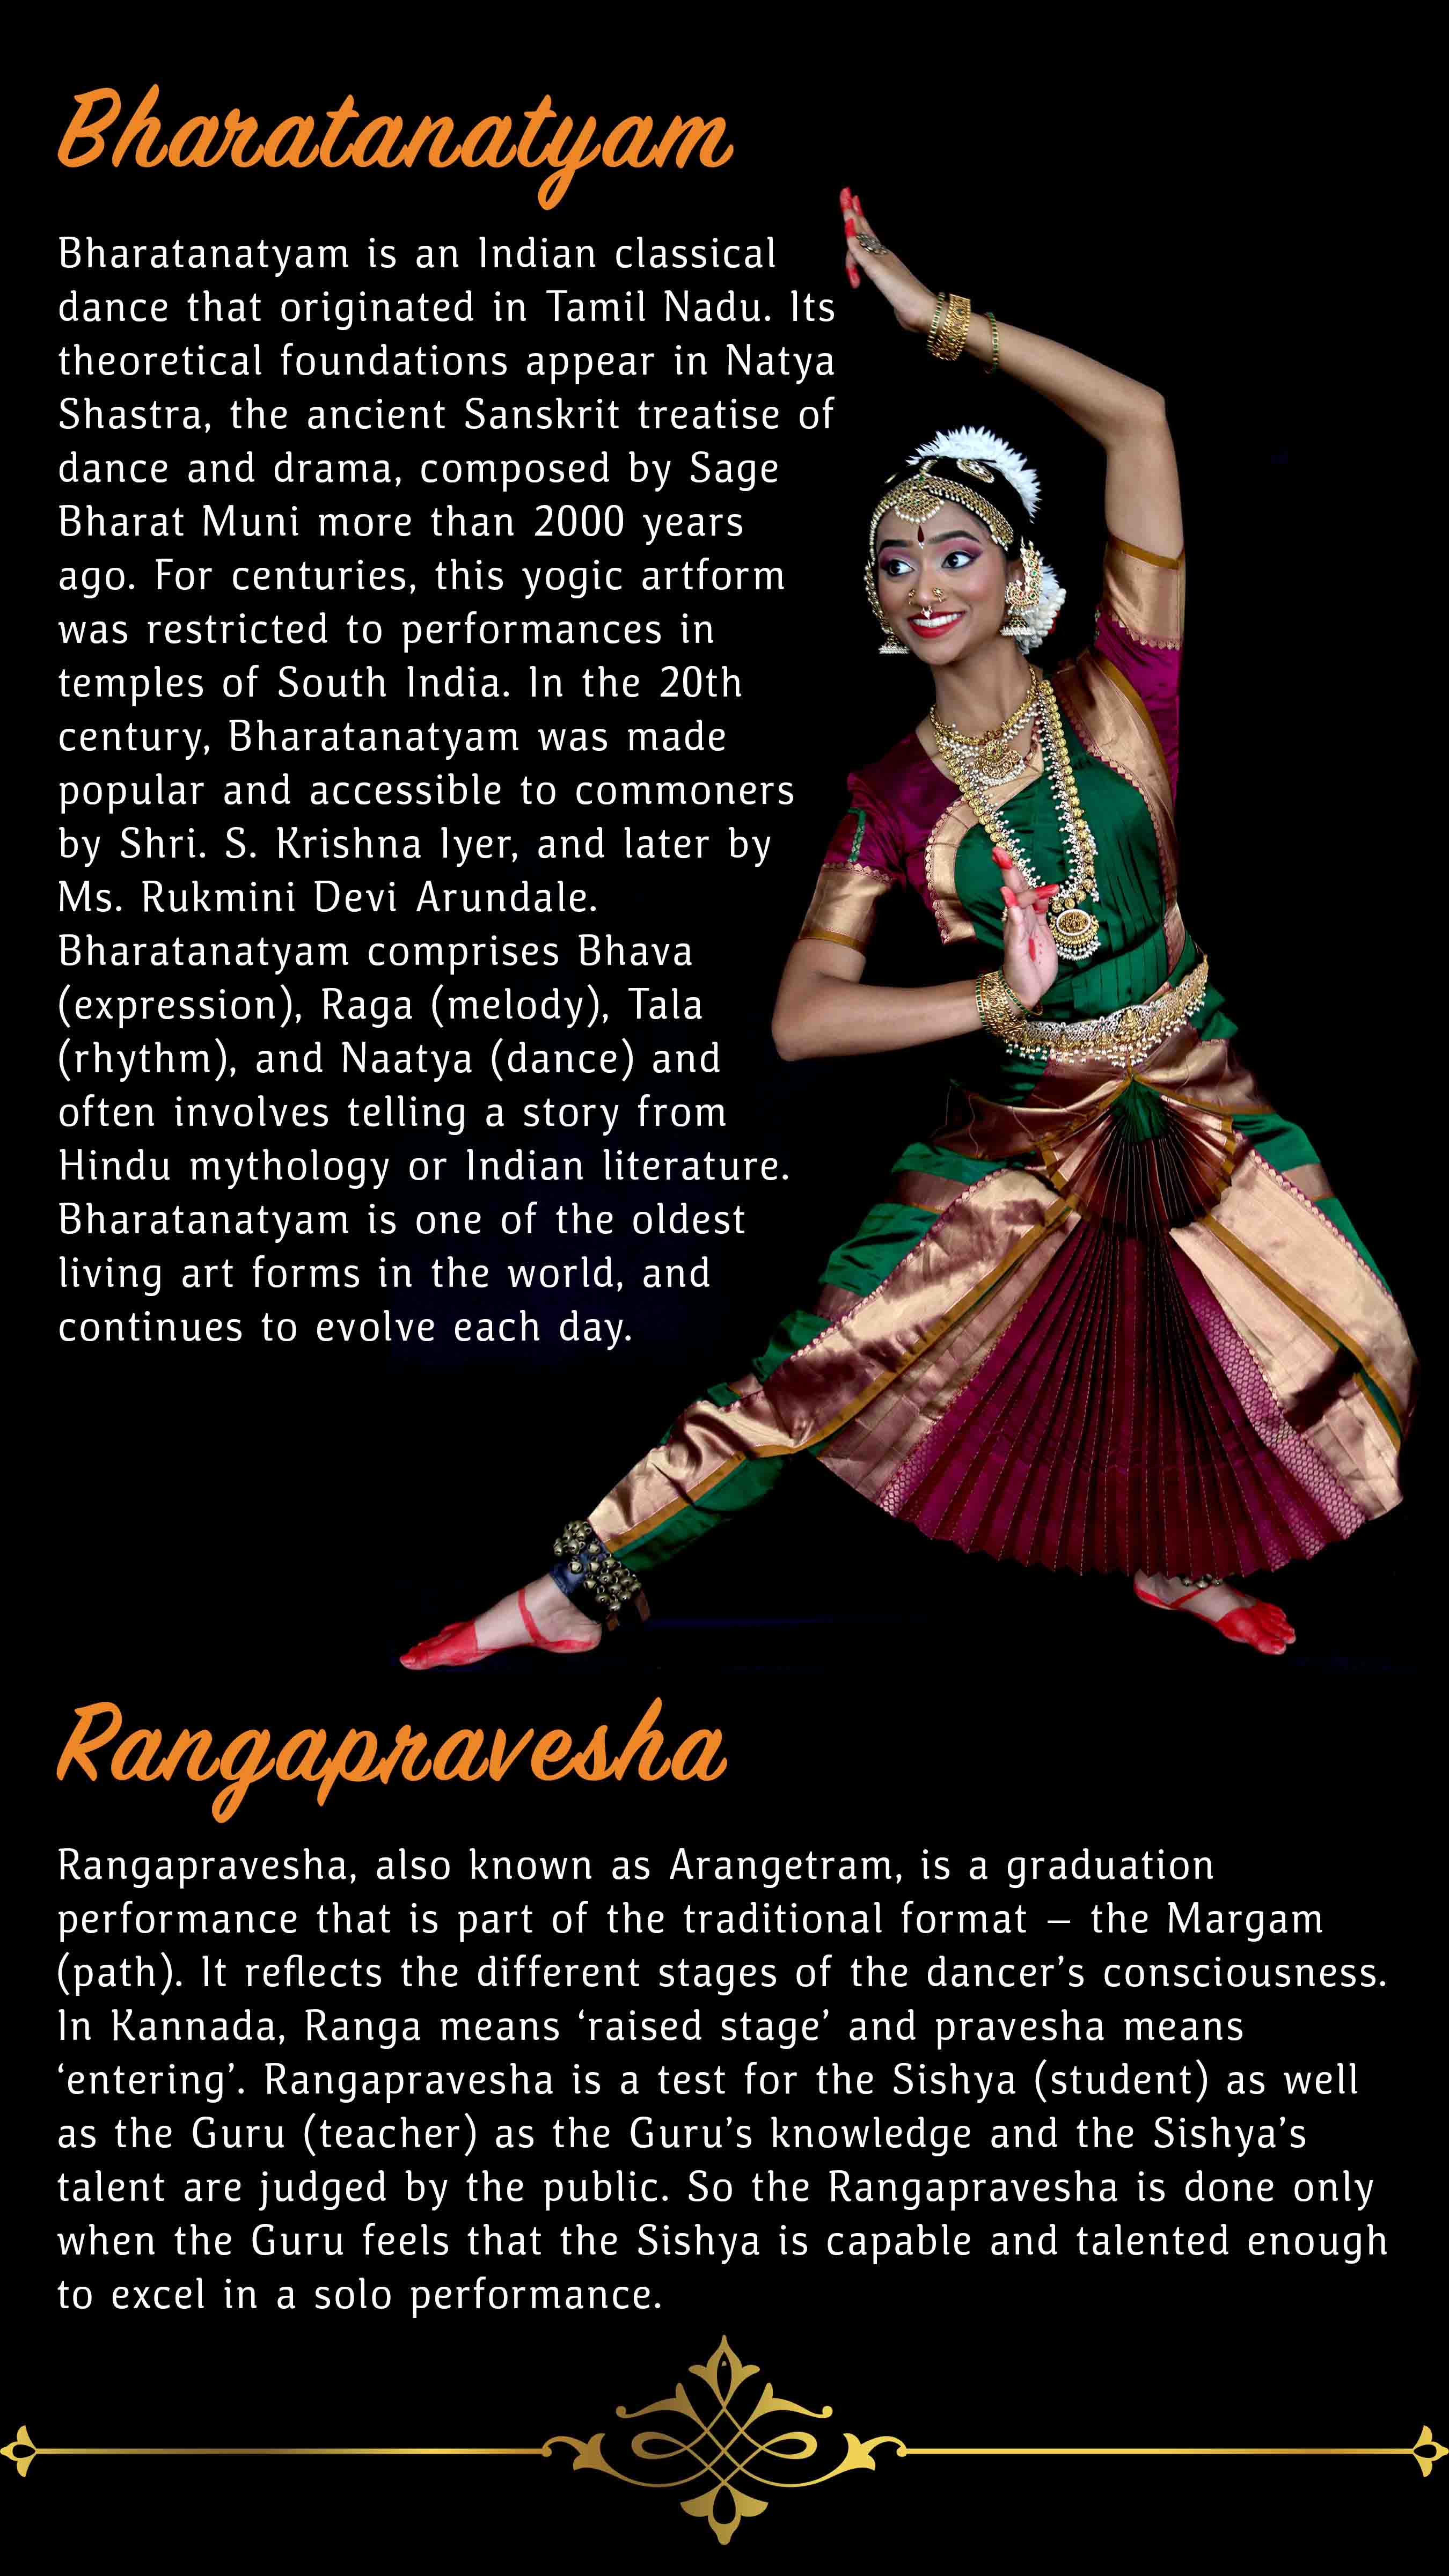 Bharatanatyam
Bharatanatyam is an Indian classical
dance that originated in Tamil Nadu. Its
theoretical foundations appear in Natya
Shastra, the ancient Sanskrit treatise of
dance and drama, composed by Sage
Bharat Muni more than 2000 years
ago. For centuries, this yogic artform
was restricted to performances in
temples of South India. In the 20th
century, Bharatanatyam was made
popular and accessible to commoners
by Shri. S. Krishna Iyer, and later by
Ms. Rukmini Devi Arundale.
Bharatanatyam comprises Bhava
(expression), Raga (melody), Tala
(rhythm), and Naatya (dance) and
often involves telling a story from
Hindu mythology or Indian literature.
Bharatanatyam is one of the oldest
living art forms in the world, and
continues to evolve each day.
Rangapravesha
Rangapravesha, also known as Arangetram, is a graduation
performance that is part of the traditional format – the Margam
(path). It reflects the different stages of the dancer’s consciousness.
In Kannada, Ranga means ‘raised stage’ and pravesha means
‘entering’. Rangapravesha is a test for the Sishya (student) as well
as the Guru (teacher) as the Guru’s knowledge and the Sishya’s
talent are judged by the public. So the Rangapravesha is done only
when the Guru feels that the Sishya is capable and talented enough
to excel in a solo performance.